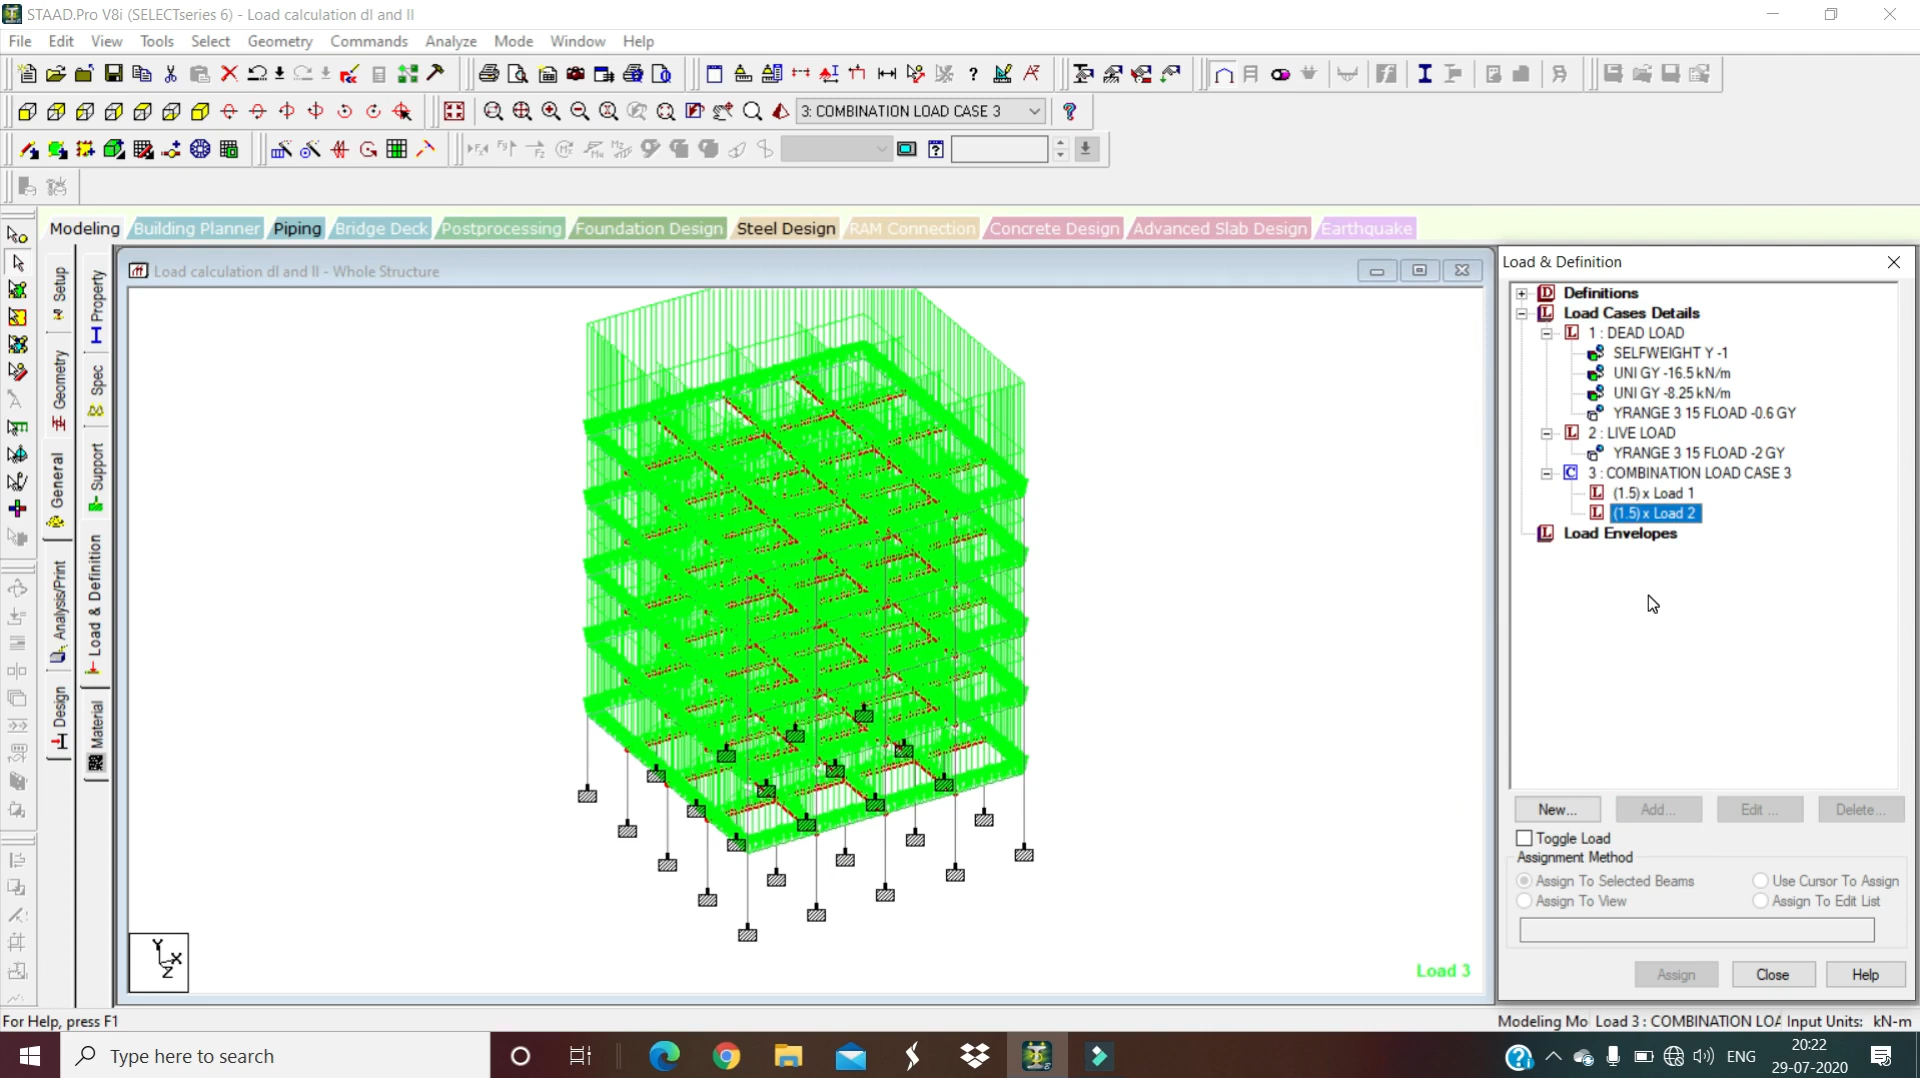 STAAD.Pro V8i (SELECTseries 6) - Load calculation dl and ll
File Edit View Tools Select Geometry Commands Analyze Mode Window Help
3: COMBINATION LOAD CASE 3
Modeling Building Planner Piping Bridge Deck Postprocessing Foundation Design Steel Design RAM Connection Concrete Design Advanced Slab Design Earthquake
Setup
Geometry
General
Analysis/Print
Design
Property
Spec
Support
Load & Definition
Material
Load calculation dl and ll - Whole Structure
Load 3
Y
X
Z
Load & Definition
Definitions
Load Cases Details
1 : DEAD LOAD
SELFWEIGHT Y -1
UNI GY -16.5 kN/m
UNI GY -8.25 kN/m
YRANGE 3 15 FLOAD -0.6 GY
2 : LIVE LOAD
YRANGE 3 15 FLOAD -2 GY
3 : COMBINATION LOAD CASE 3
(1.5) x Load 1
(1.5) x Load 2
Load Envelopes
New... Add... Edit ... Delete...
Toggle Load
Assignment Method
Assign To Selected Beams Use Cursor To Assign
Assign To View Assign To Edit List
Assign Close Help
For Help, press F1
Modeling Mo Load 3 : COMBINATION LOA Input Units: kN-m
Type here to search
ENG
20:22
29-07-2020